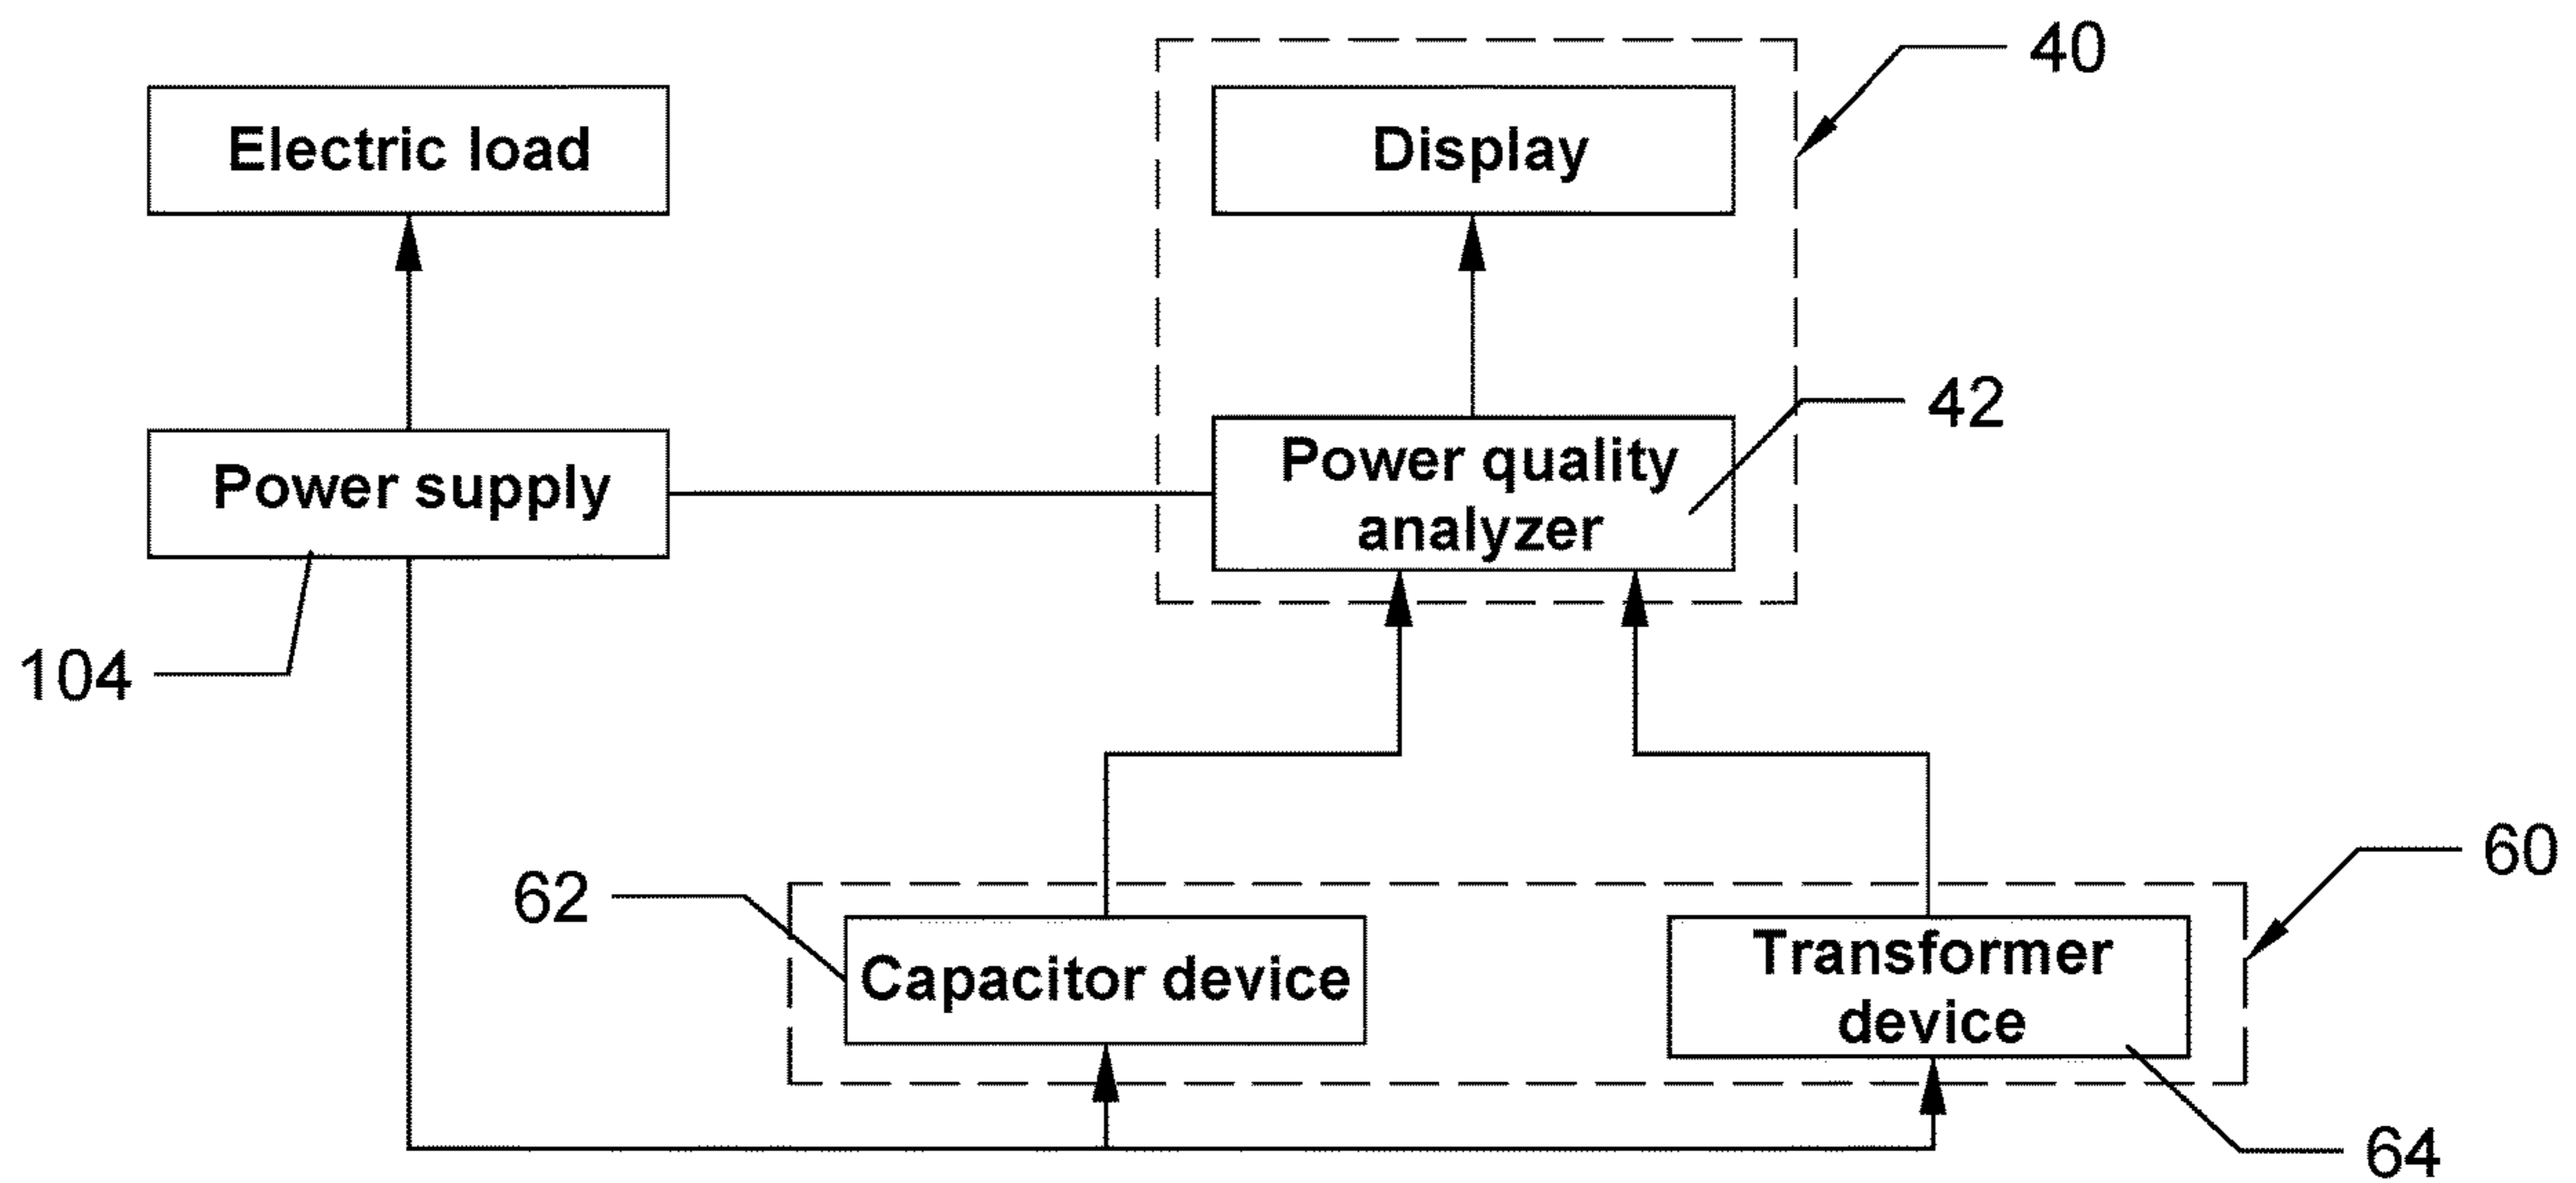 40
Electric load
Display
42
Power supply
Power quality
analyzer
104
60
62
Capacitor device
Transformer
device
64